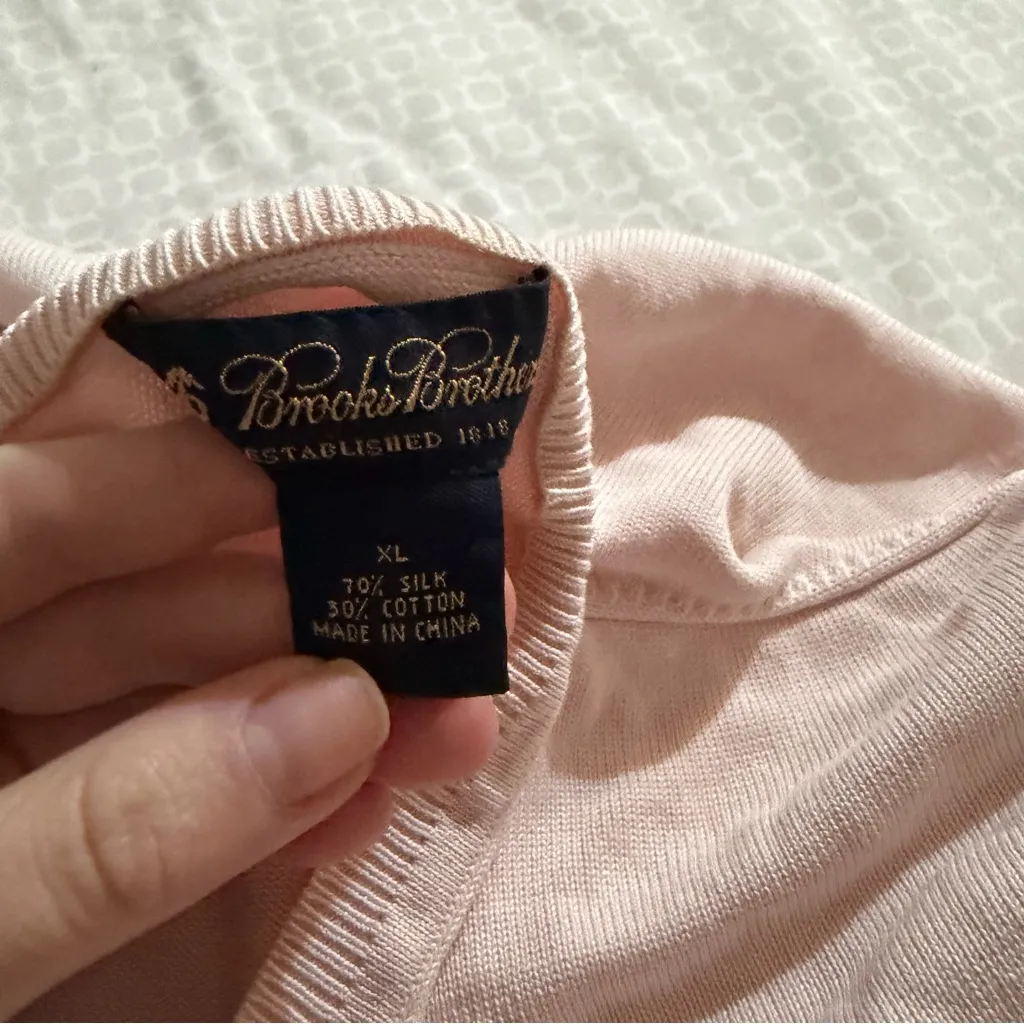 Brooks Brothers
ESTABLISHED 1818
XL
70% SILK
30% COTTON
MADE IN CHINA